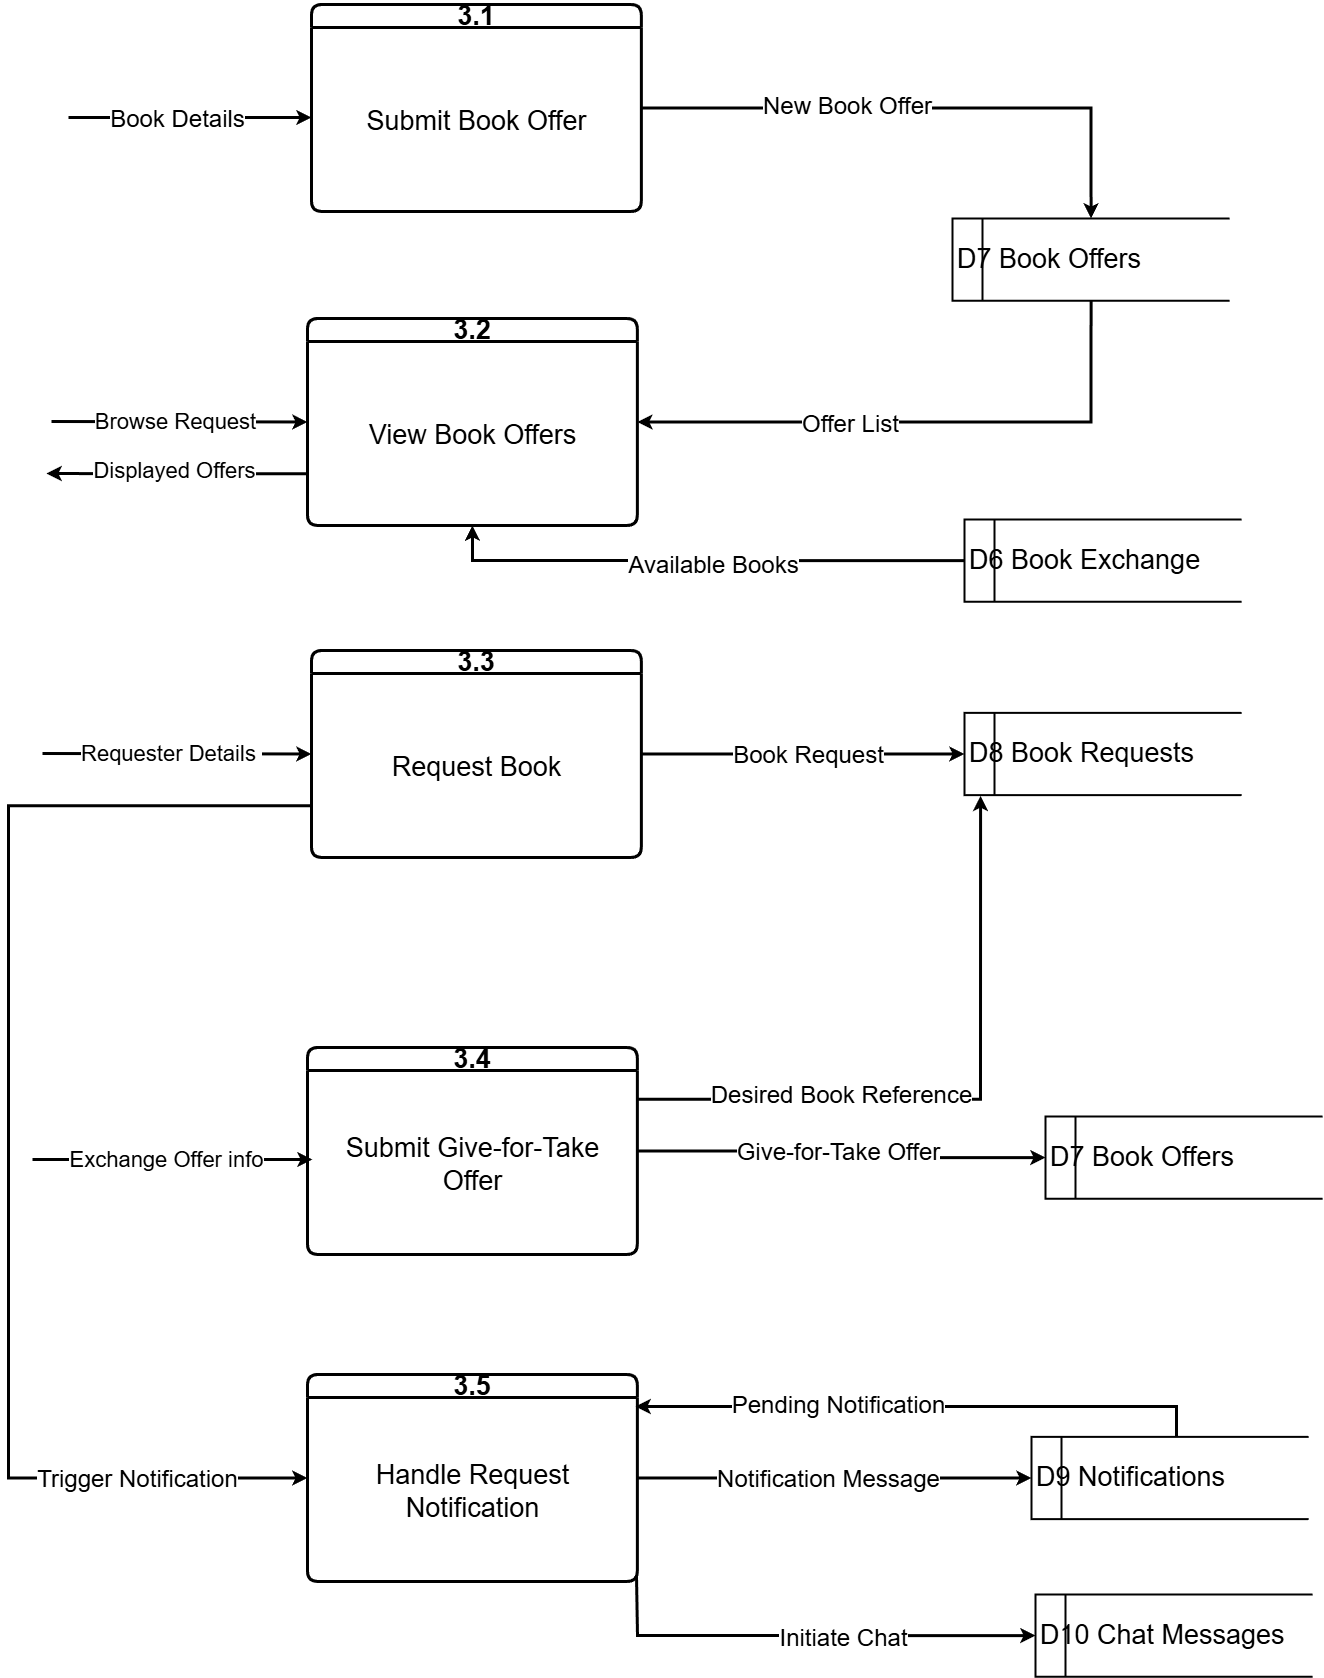 3.1
Book Details
Submit Book Offer
New Book Offer
D7 Book Offers
3.2
Browse Request
View Book Offers
Offer List
Displayed Offers
Available Books
D6 Book Exchange
3.3
Requester Details
Request Book
Book Request
D8 Book Requests
3.4
Desired Book Reference
Exchange Offer info
Submit Give-for-Take
Offer
Give-for-Take Offer
D7 Book Offers
3.5
Pending Notification
Trigger Notification
Handle Request
Notification
Notification Message
D9 Notifications
Initiate Chat
D10 Chat Messages